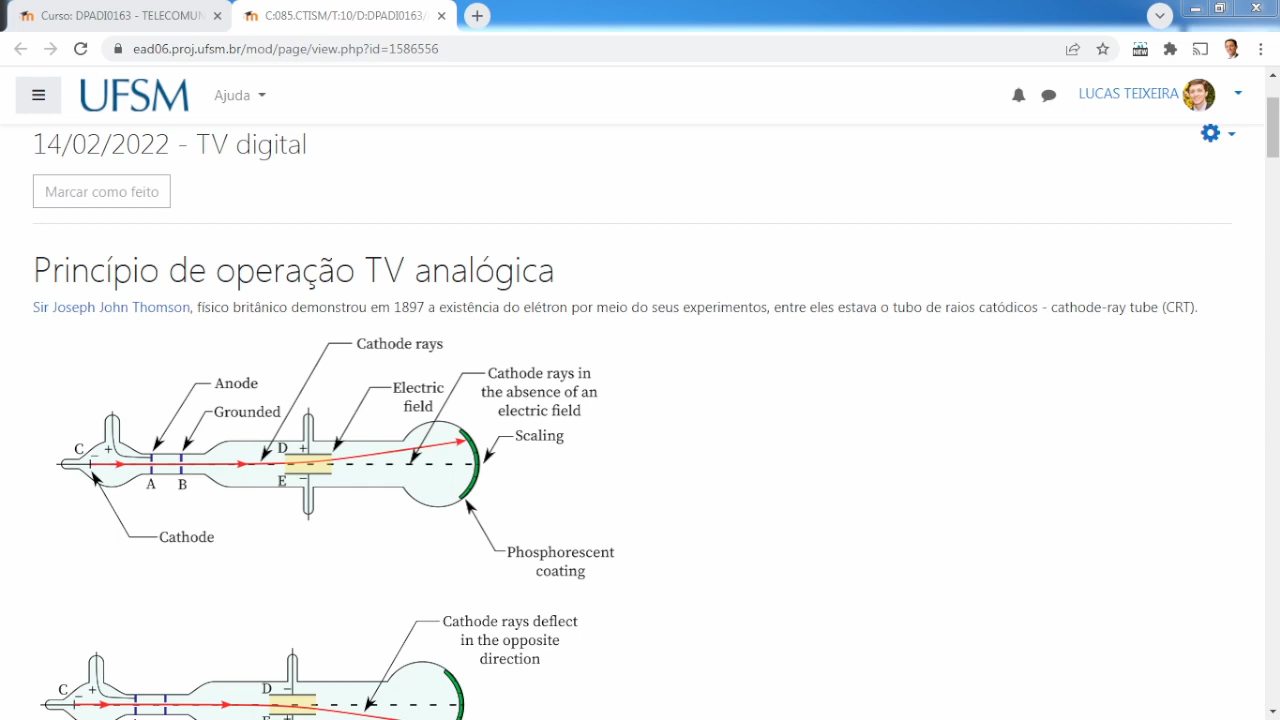 Curso: DPADI0163 - TELECOMUN
C:085.CTISM/T:10/D:DPADI0163/
ead06.proj.ufsm.br/mod/page/view.php?id=1586556
NEW
UFSM
Ajuda
LUCAS TEIXEIRA
14/02/2022 - TV digital
Marcar como feito
Princípio de operação TV analógica
Sir Joseph John Thomson, físico britânico demonstrou em 1897 a existência do elétron por meio do seus experimentos, entre eles estava o tubo de raios catódicos - cathode-ray tube (CRT).
Cathode rays
Anode
Grounded
Electric
field
Cathode rays in
the absence of an
electric field
Scaling
C
− +
D +
E −
A B
Cathode
Phosphorescent
coating
Cathode rays deflect
in the opposite
direction
C
− +
D −
E +